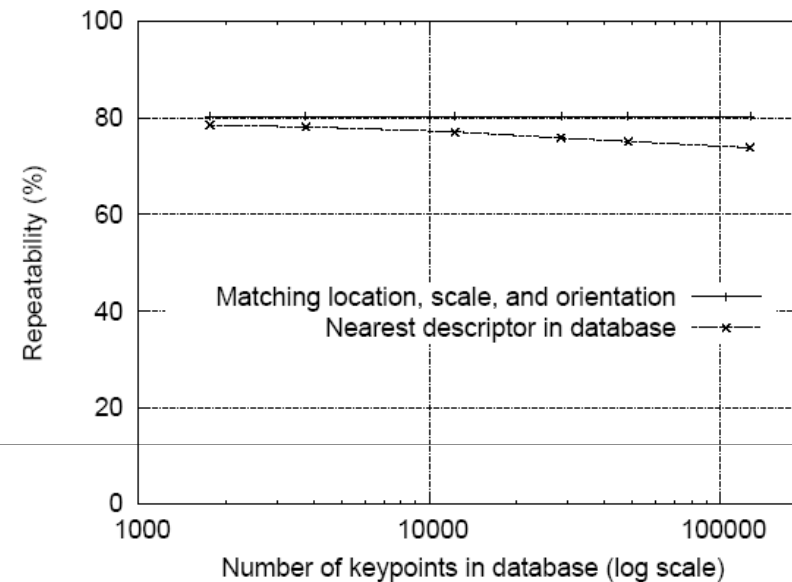 100
80
60
40
20
0
Repeatability (%)
Matching location, scale, and orientation
Nearest descriptor in database
1000 10000 100000
Number of keypoints in database (log scale)